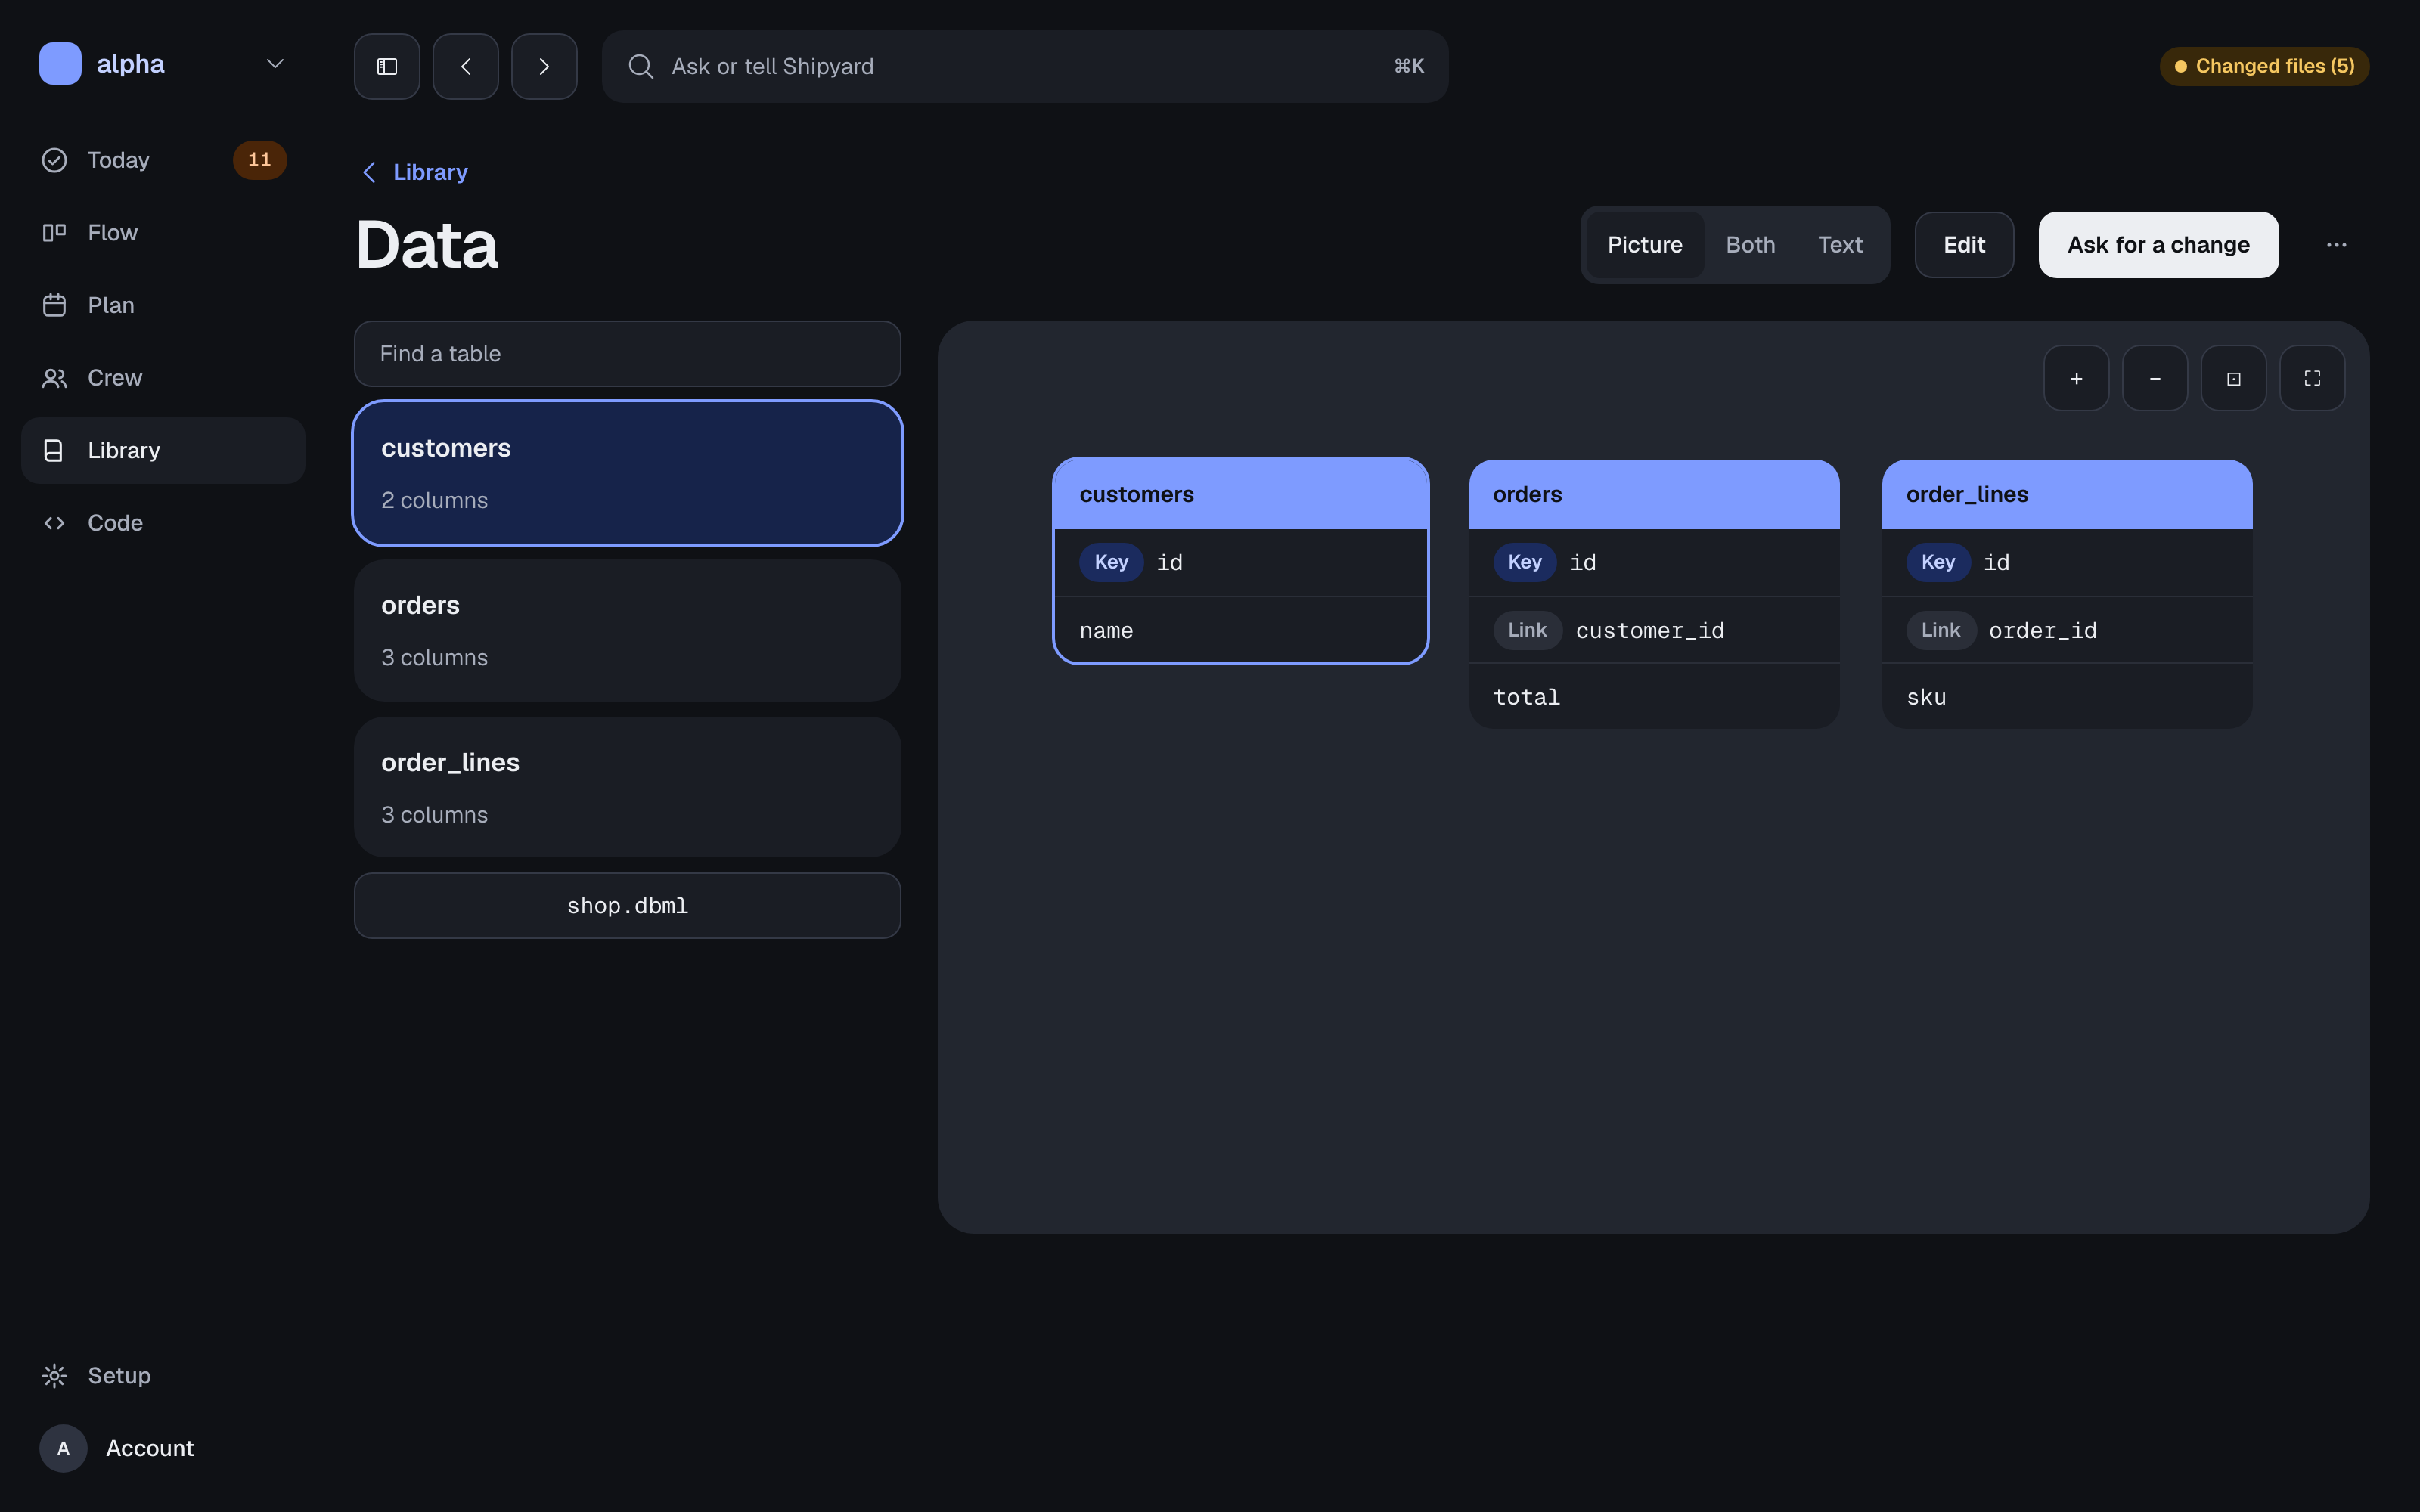 alpha
Ask or tell Shipyard ⌘K
Changed files (5)
Today 11
Flow
Plan
Crew
Library
Code
Setup
A Account
Library
Data
Picture Both Text
Edit
Ask for a change
Find a table
customers
2 columns
orders
3 columns
order_lines
3 columns
shop.dbml
customers
Key id
name
orders
Key id
Link customer_id
total
order_lines
Key id
Link order_id
sku